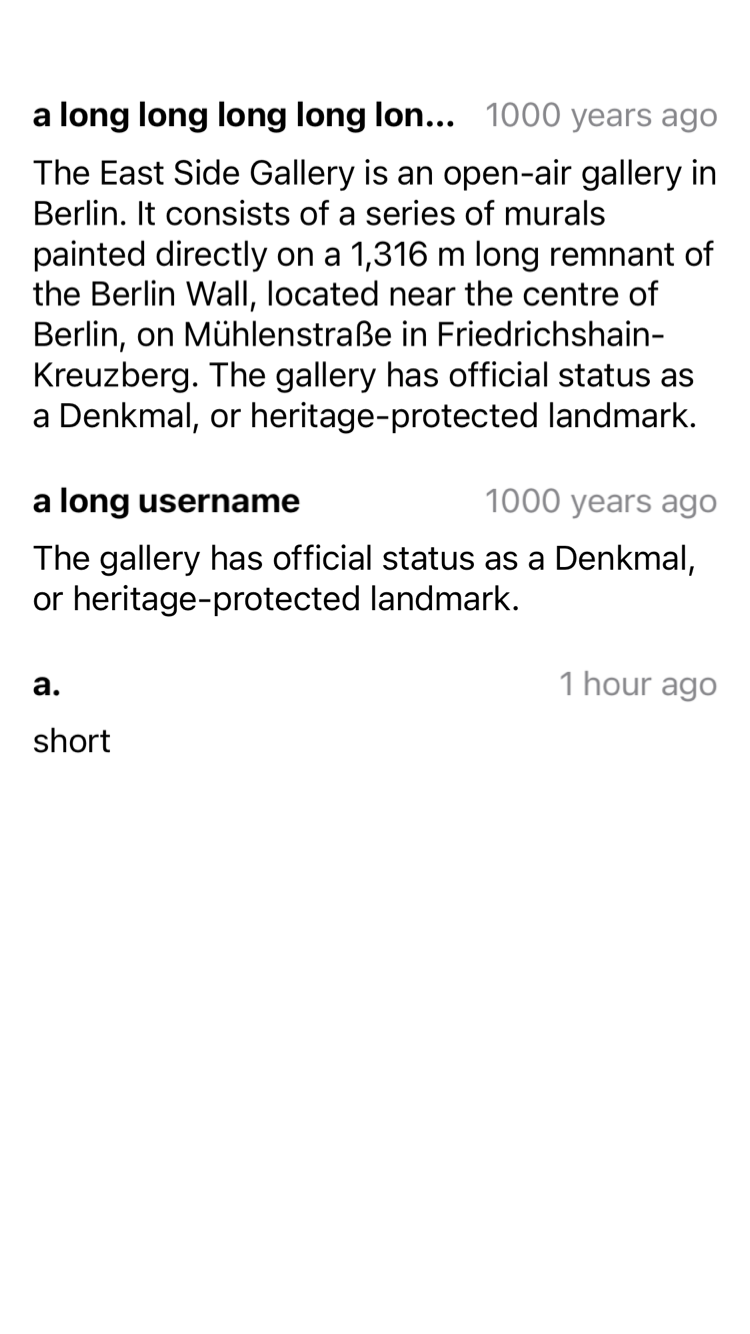 a long long long long lon... 1000 years ago
The East Side Gallery is an open-air gallery in
Berlin. It consists of a series of murals
painted directly on a 1,316 m long remnant of
the Berlin Wall, located near the centre of
Berlin, on Mühlenstraße in Friedrichshain-
Kreuzberg. The gallery has official status as
a Denkmal, or heritage-protected landmark.
a long username 1000 years ago
The gallery has official status as a Denkmal,
or heritage-protected landmark.
a. 1 hour ago
short